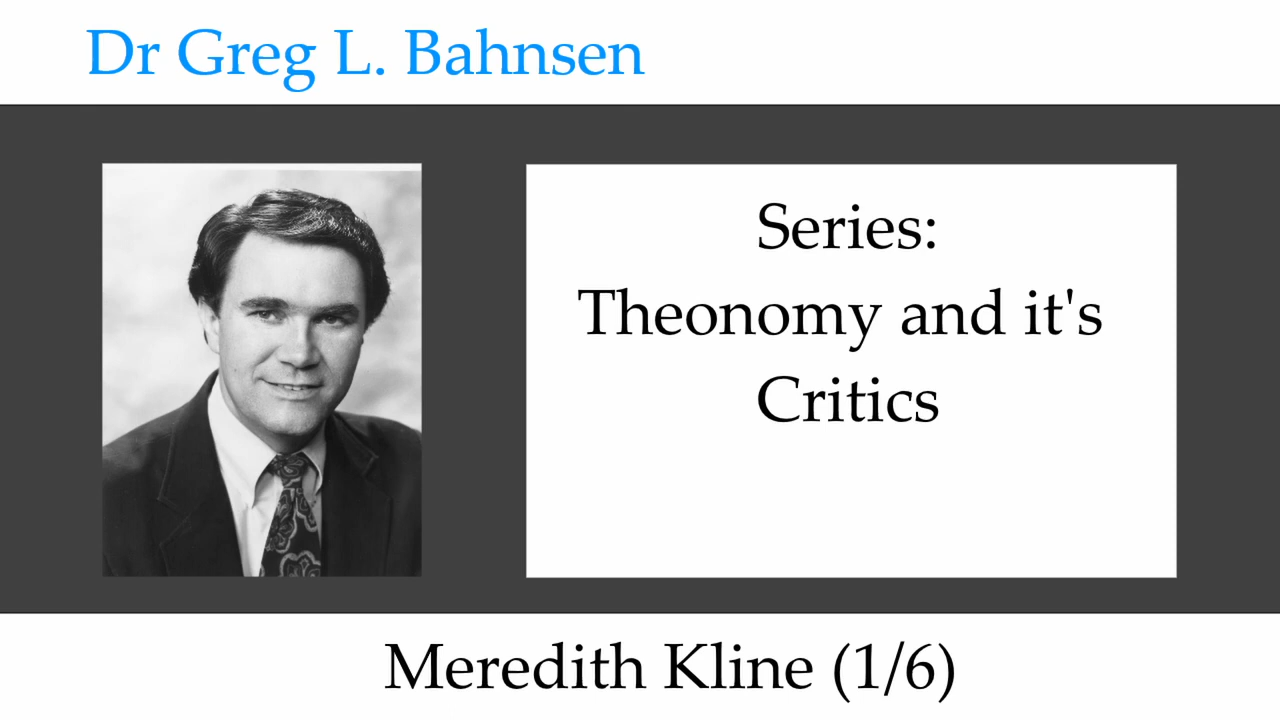 Dr Greg L. Bahnsen
Series:
Theonomy and it's
Critics
Meredith Kline (1/6)